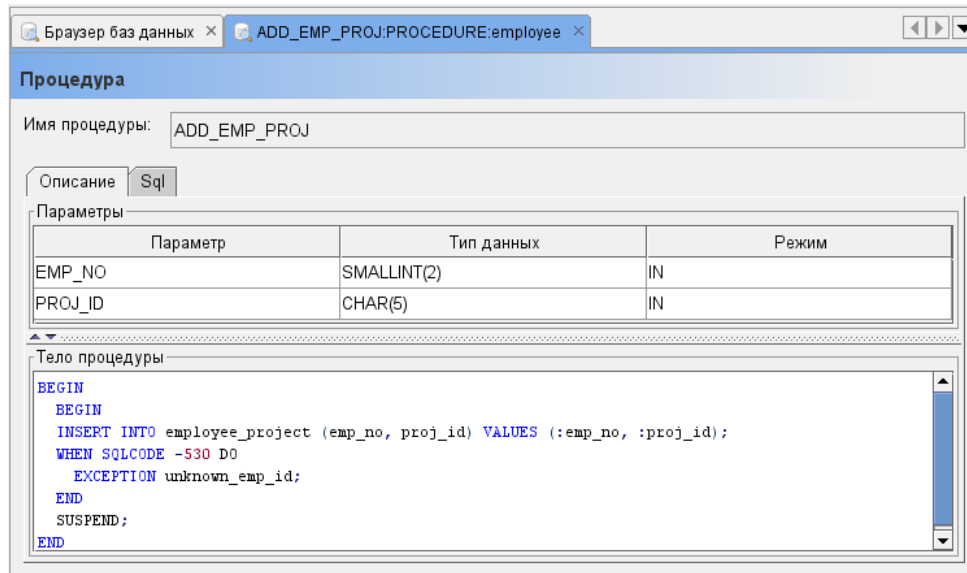 Браузер баз данных × ADD_EMP_PROJ:PROCEDURE:employee ×
Процедура
Имя процедуры: ADD_EMP_PROJ
Описание Sql
Параметры
Параметр Тип данных Режим
EMP_NO SMALLINT(2) IN
PROJ_ID CHAR(5) IN
Тело процедуры
BEGIN
BEGIN
INSERT INTO employee_project (emp_no, proj_id) VALUES (:emp_no, :proj_id);
WHEN SQLCODE -530 DO
EXCEPTION unknown_emp_id;
END
SUSPEND;
END